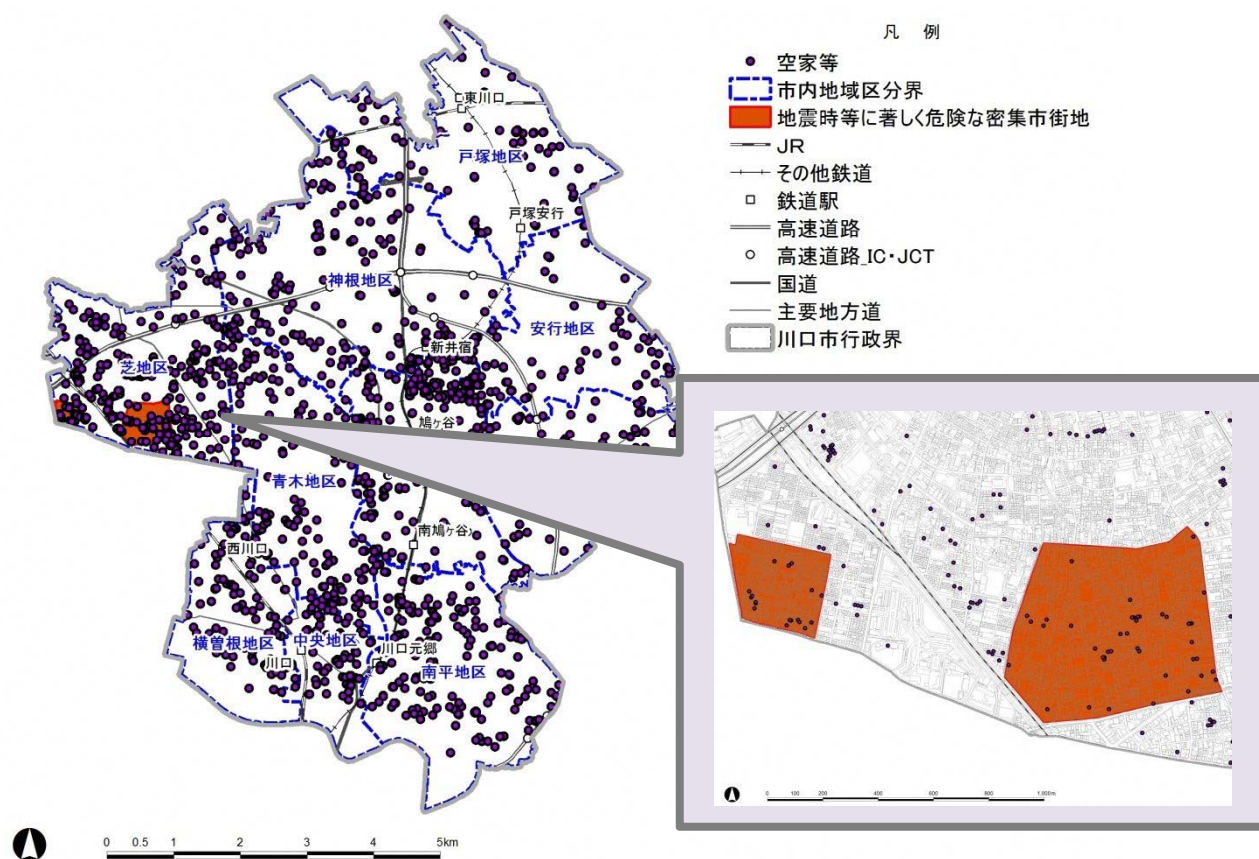 凡 例
空家等
市内地域区分界
地震時等に著しく危険な密集市街地
JR
その他鉄道
鉄道駅
高速道路
高速道路_IC・JCT
国道
主要地方道
川口市行政界
東川口
戸塚地区
戸塚安行
神根地区
安行地区
新井宿
芝地区
鳩ヶ谷
青木地区
南鳩ヶ谷
西川口
横曽根地区
中央地区
川口元郷
川口
南平地区
0 0.5 1 2 3 4 5km
0 100 200 400 600 800 1,000m